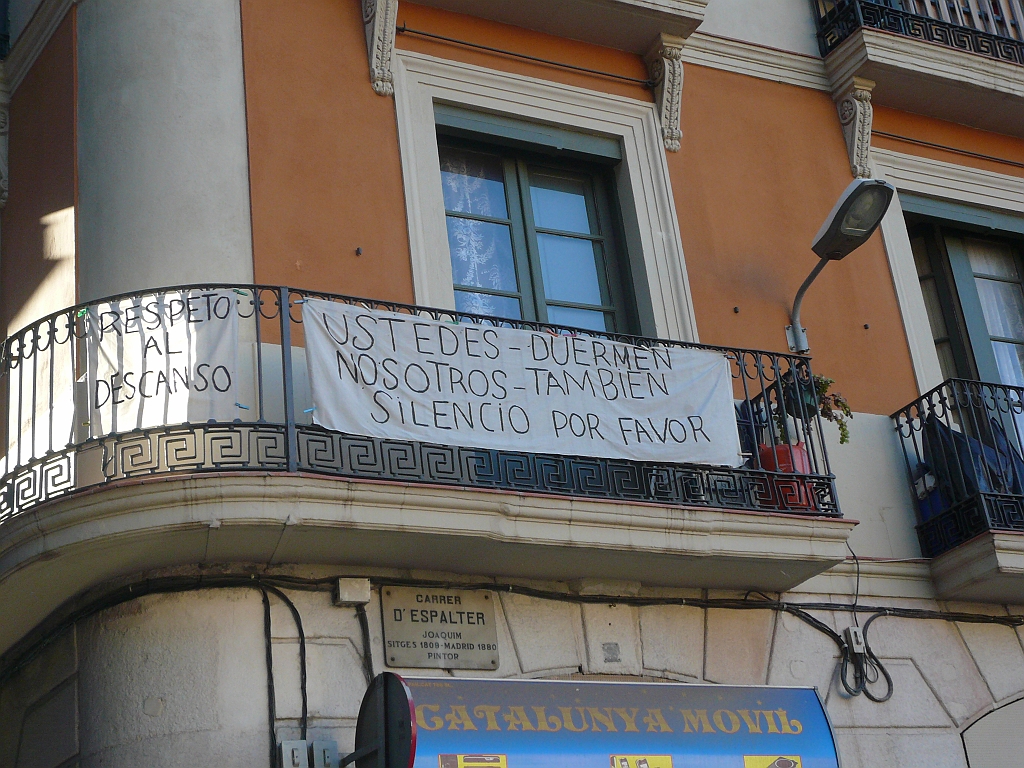 RESPETO
AL
DESCANSO
USTEDES-DUERMEN
NOSOTROS-TAMBIEN
SILENCIO POR FAVOR
CARRER
D'ESPALTER
JOAQUIM
SITGES 1809-MADRID 1880
PINTOR
CATALUNYA MOVIL